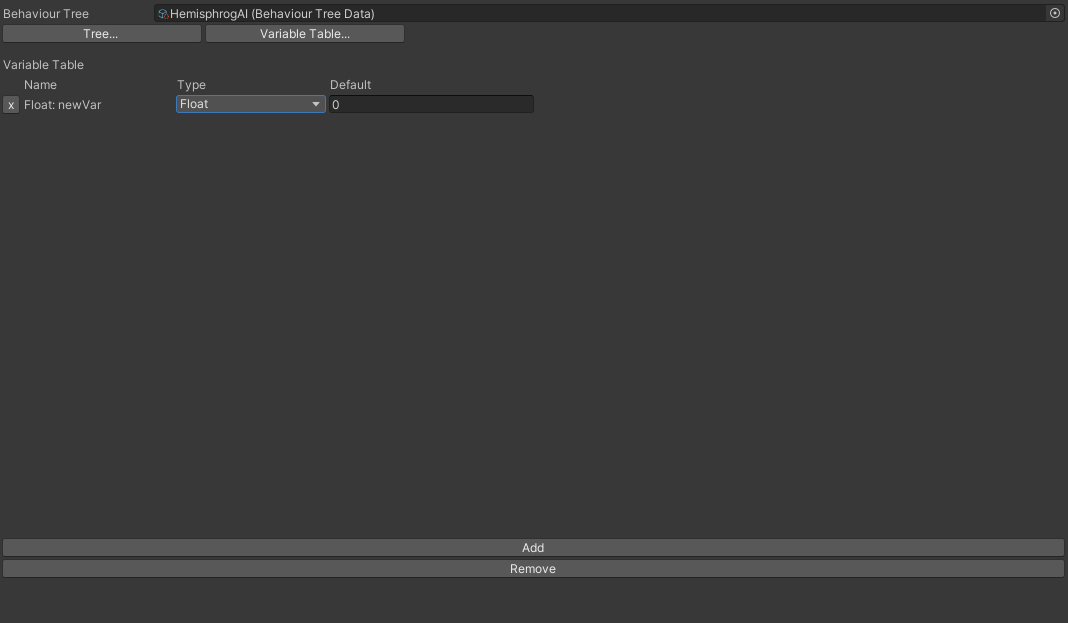 Behaviour Tree HemisphrogAI (Behaviour Tree Data)
Tree... Variable Table...
Variable Table
Name Type Default
x Float: newVar Float 0
Add
Remove